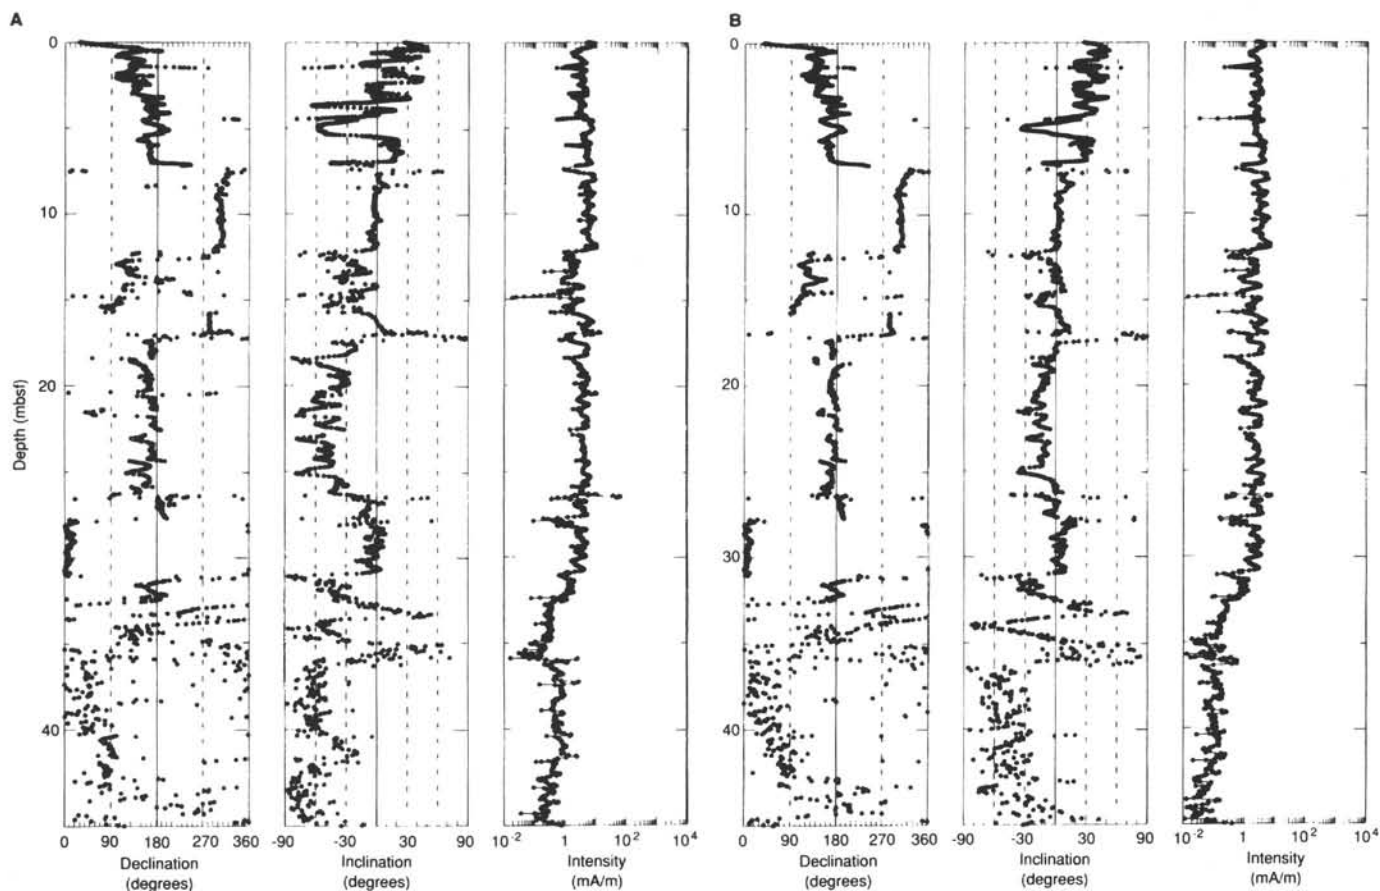 A
B
0
10
20
30
40
Depth (mbsf)
0 90 180 270 360
Declination
(degrees)
-90 -30 30 90
Inclination
(degrees)
10⁻² 1 10² 10⁴
Intensity
(mA/m)
0
10
20
30
40
0 90 180 270 360
Declination
(degrees)
-90 -30 30 90
Inclination
(degrees)
10⁻² 1 10² 10⁴
Intensity
(mA/m)